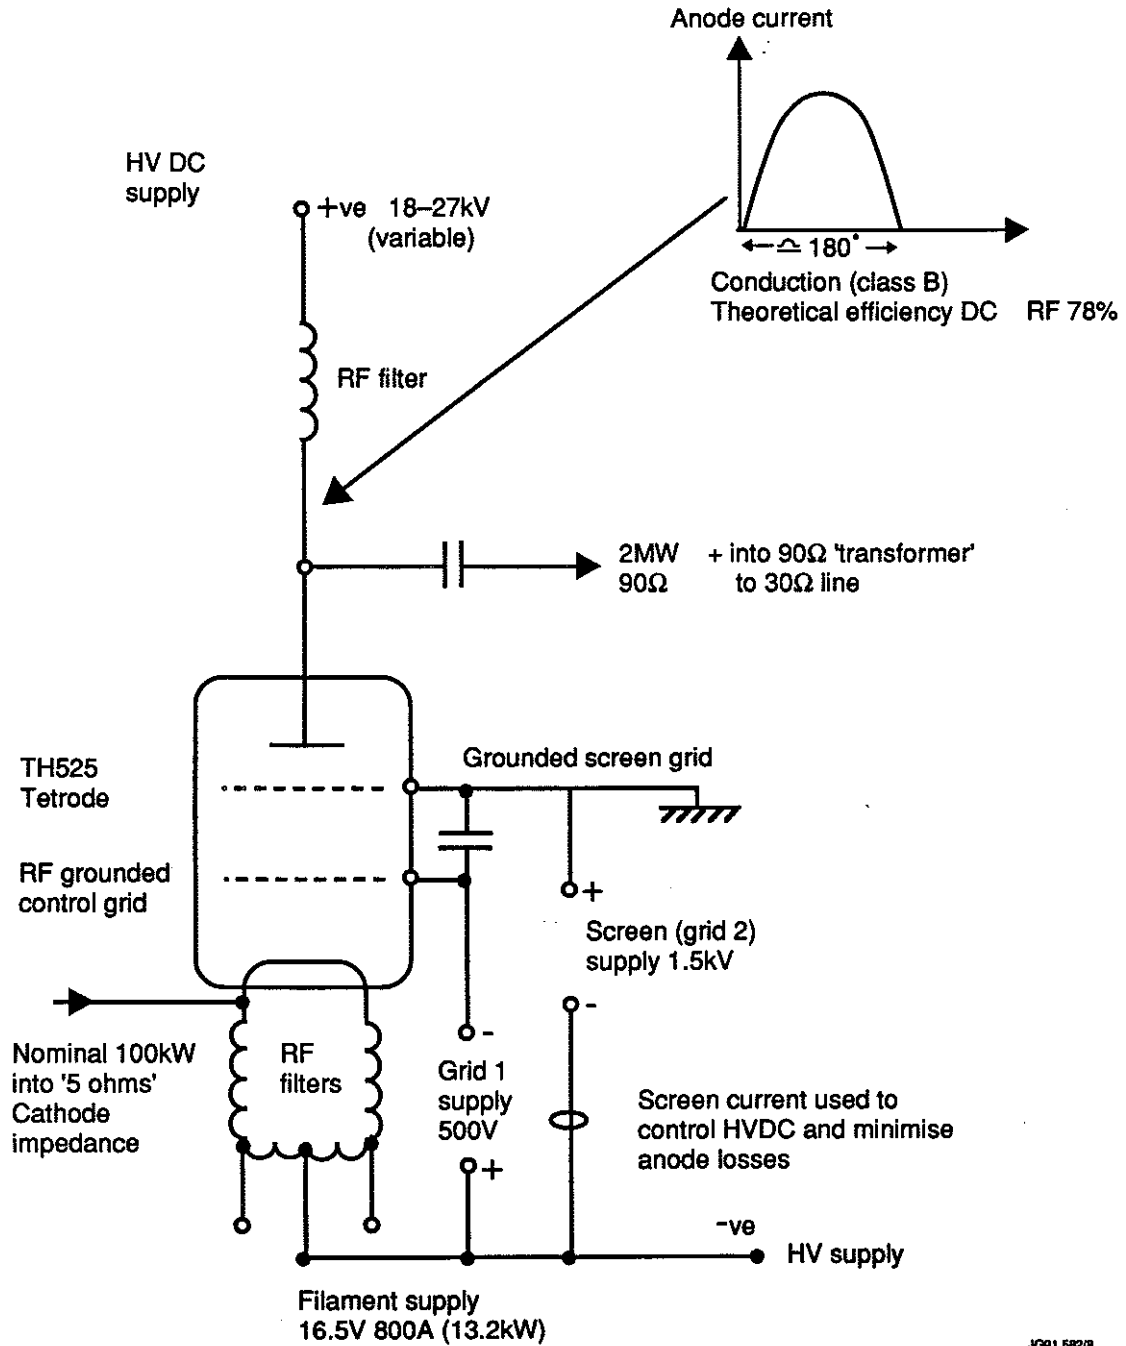 Anode current
HV DC
supply
+ve 18–27kV
(variable)
≏ 180°
Conduction (class B)
Theoretical efficiency DC RF 78%
RF filter
2MW + into 90Ω 'transformer'
90Ω to 30Ω line
TH525
Tetrode
Grounded screen grid
RF grounded
control grid
+
Screen (grid 2)
supply 1.5kV
-
-
Nominal 100kW
into '5 ohms'
Cathode
impedance
RF
filters
Grid 1
supply
500V
+
Screen current used to
control HVDC and minimise
anode losses
-ve
HV supply
Filament supply
16.5V 800A (13.2kW)